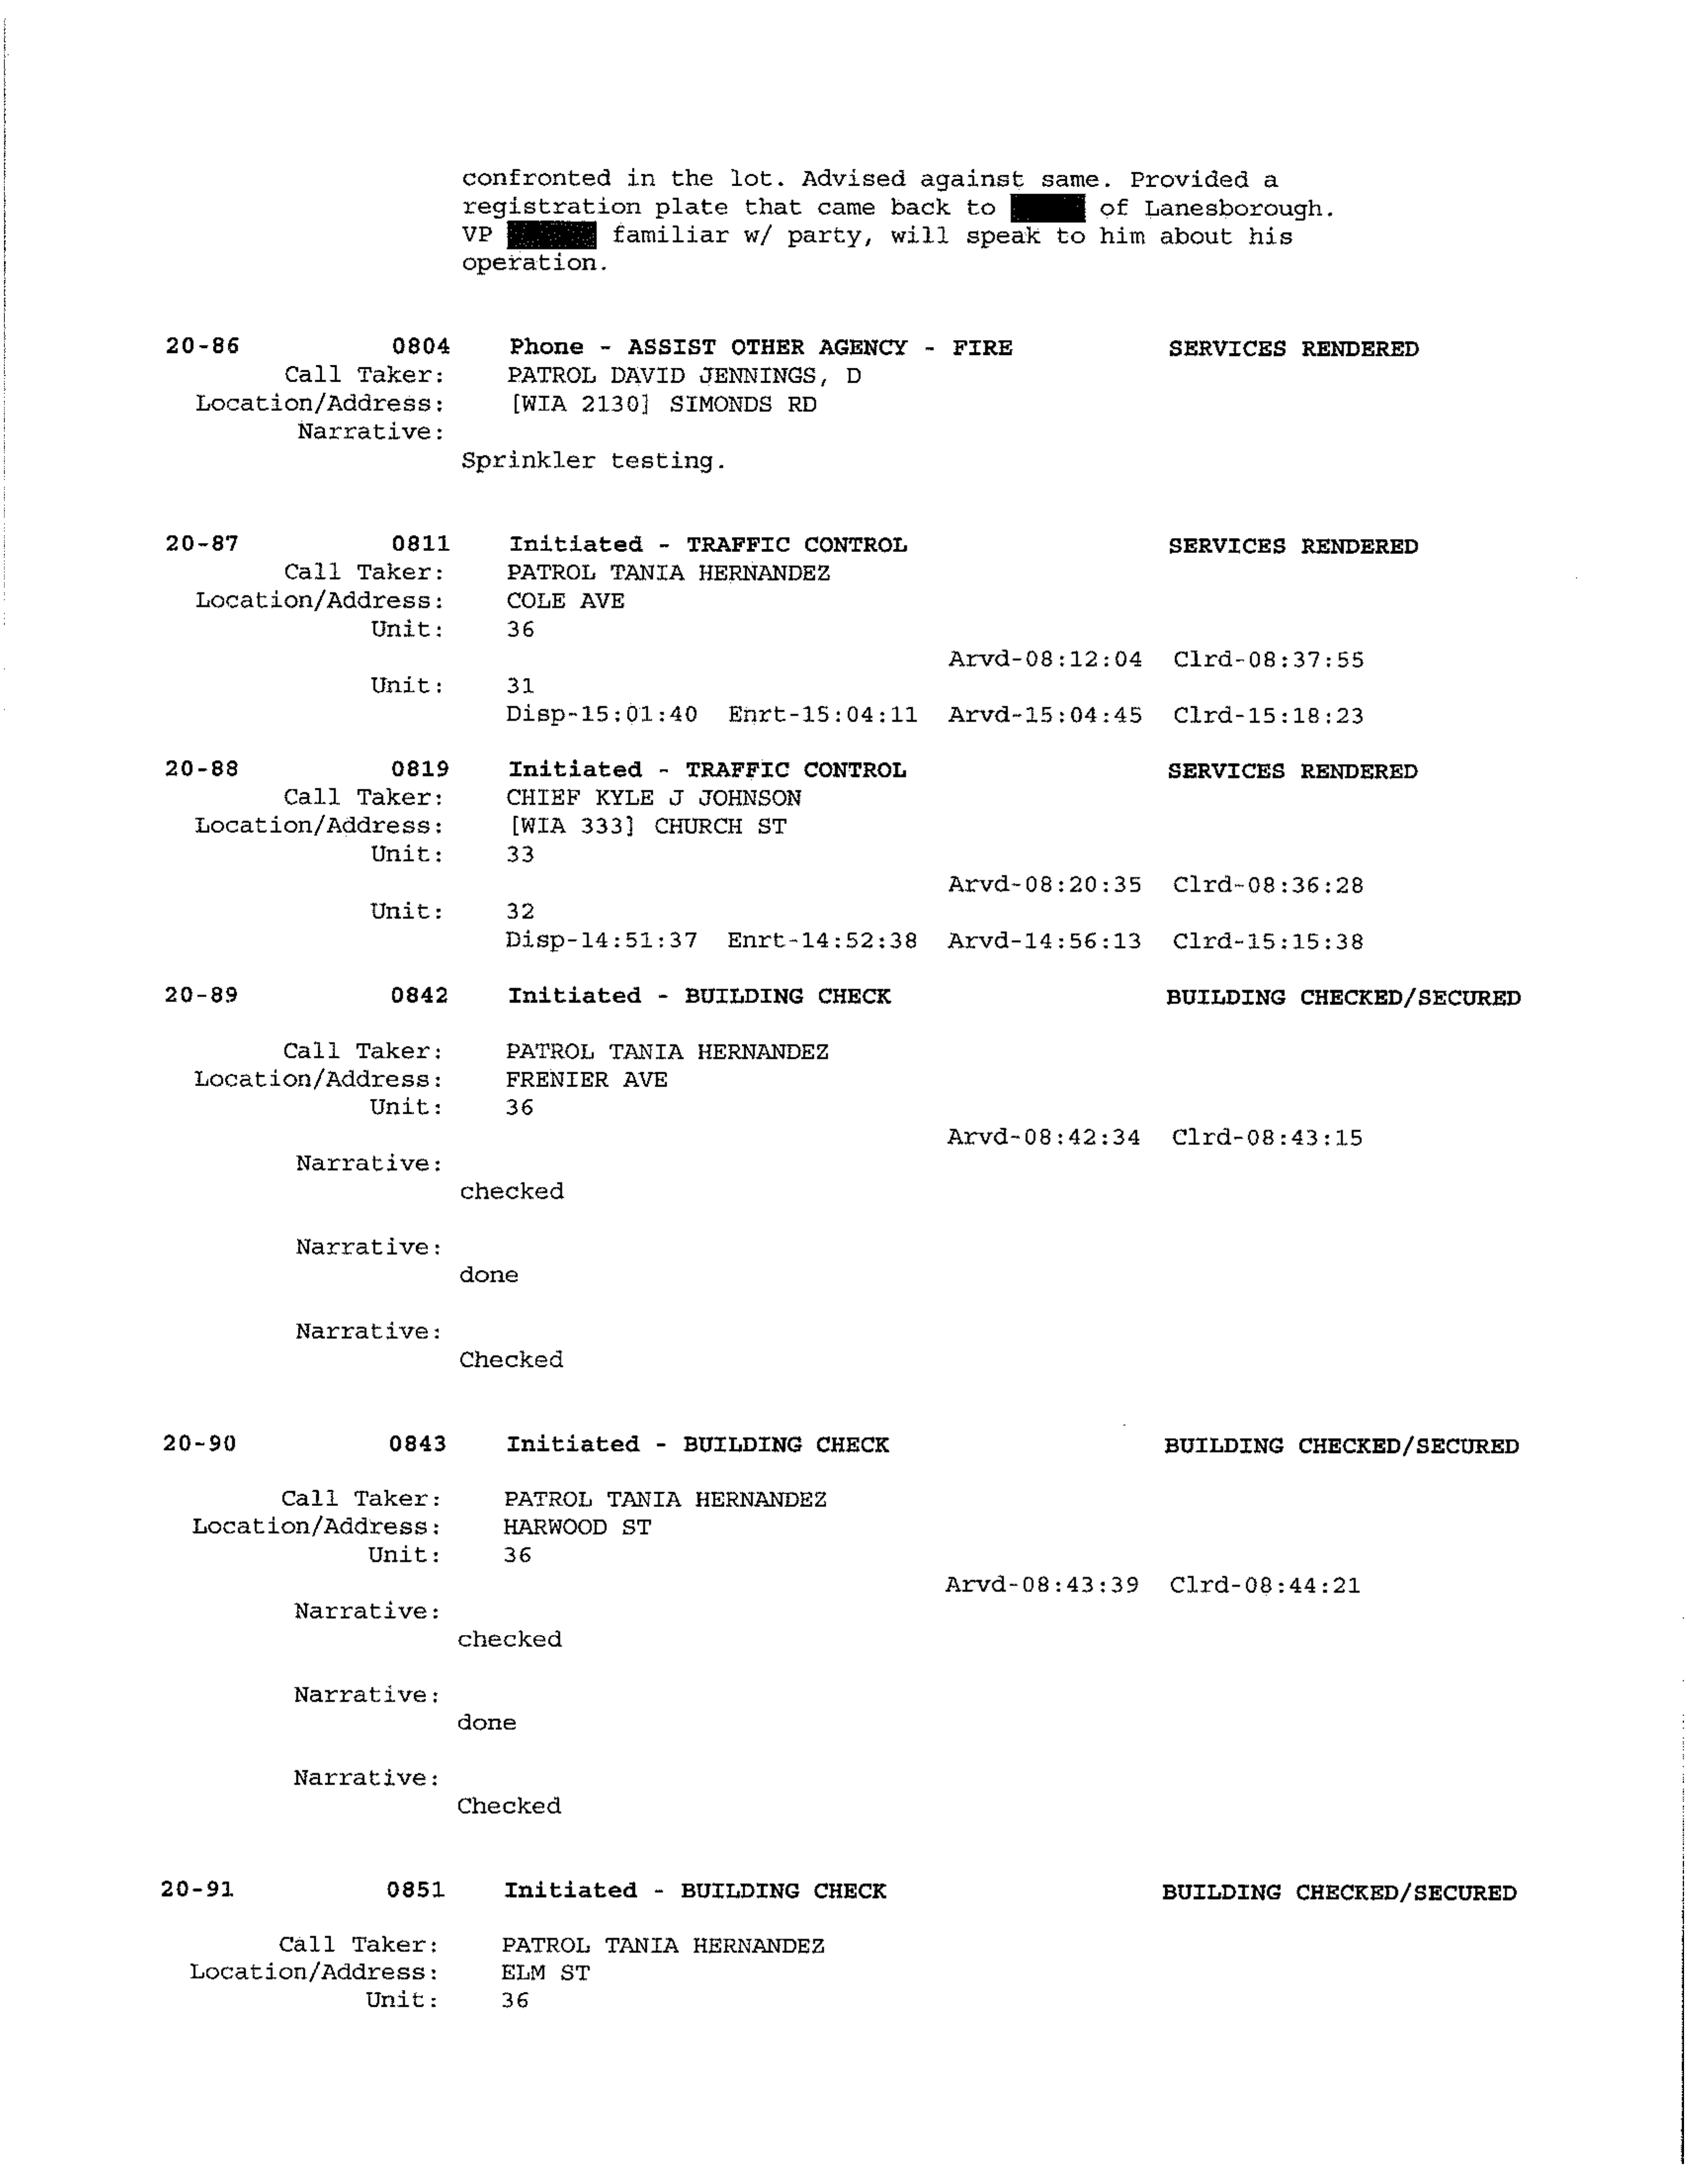 confronted in the lot. Advised against same. Provided a
registration plate that came back to of Lanesborough.
VP familiar w/ party, will speak to him about his
operation.
20-86 0804 Phone - ASSIST OTHER AGENCY - FIRE SERVICES RENDERED
Call Taker: PATROL DAVID JENNINGS, D
Location/Address: [WIA 2130] SIMONDS RD
Narrative:
Sprinkler testing.
20-87 0811 Initiated - TRAFFIC CONTROL SERVICES RENDERED
Call Taker: PATROL TANIA HERNANDEZ
Location/Address: COLE AVE
Unit: 36
Arvd-08:12:04 Clrd-08:37:55
Unit: 31
Disp-15:01:40 Enrt-15:04:11 Arvd-15:04:45 Clrd-15:18:23
20-88 0819 Initiated - TRAFFIC CONTROL SERVICES RENDERED
Call Taker: CHIEF KYLE J JOHNSON
Location/Address: [WIA 333] CHURCH ST
Unit: 33
Arvd-08:20:35 Clrd-08:36:28
Unit: 32
Disp-14:51:37 Enrt-14:52:38 Arvd-14:56:13 Clrd-15:15:38
20-89 0842 Initiated - BUILDING CHECK BUILDING CHECKED/SECURED
Call Taker: PATROL TANIA HERNANDEZ
Location/Address: FRENIER AVE
Unit: 36
Arvd-08:42:34 Clrd-08:43:15
Narrative:
checked
Narrative:
done
Narrative:
Checked
20-90 0843 Initiated - BUILDING CHECK BUILDING CHECKED/SECURED
Call Taker: PATROL TANIA HERNANDEZ
Location/Address: HARWOOD ST
Unit: 36
Arvd-08:43:39 Clrd-08:44:21
Narrative:
checked
Narrative:
done
Narrative:
Checked
20-91 0851 Initiated - BUILDING CHECK BUILDING CHECKED/SECURED
Call Taker: PATROL TANIA HERNANDEZ
Location/Address: ELM ST
Unit: 36